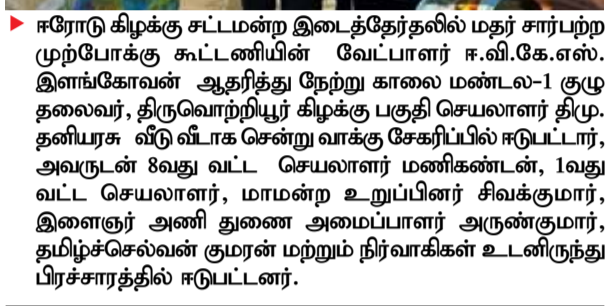 ஈரோடு கிழக்கு சட்டமன்ற இடைத்தேர்தலில் மதர் சார்பற்ற
முற்போக்கு கூட்டணியின் வேட்பாளர் ஈ.வி.கே.எஸ்.
இளங்கோவன் ஆதரித்து நேற்று காலை மண்டல-1 குழு
தலைவர், திருவொற்றியூர் கிழக்கு பகுதி செயலாளர் திமு.
தனியரசு வீடு வீடாக சென்று வாக்கு சேகரிப்பில் ஈடுபட்டார்,
அவருடன் 8வது வட்ட செயலாளர் மணிகண்டன், 1வது
வட்ட செயலாளர், மாமன்ற உறுப்பினர் சிவக்குமார்,
இளைஞர் அணி துணை அமைப்பாளர் அருண்குமார்,
தமிழ்ச்செல்வன் குமரன் மற்றும் நிர்வாகிகள் உடனிருந்து
பிரச்சாரத்தில் ஈடுபட்டனர்.